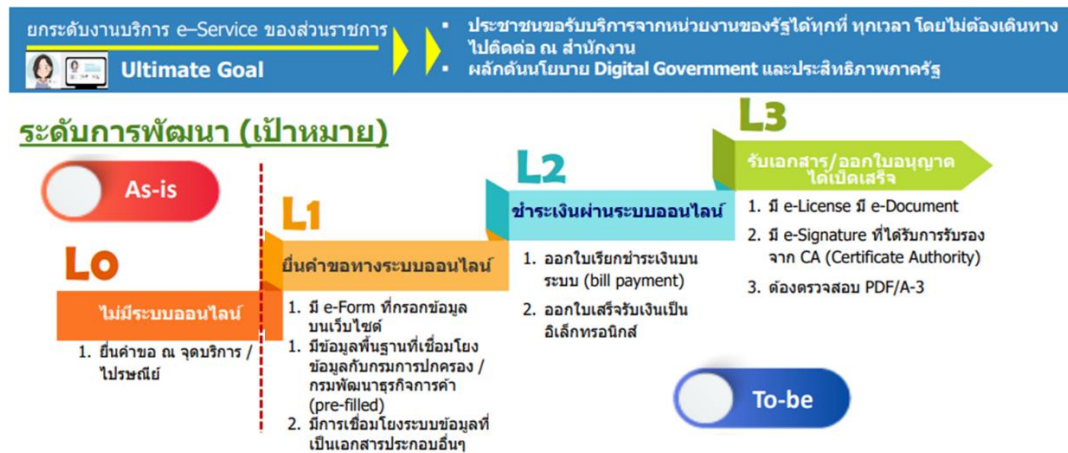 ยกระดับงานบริการ e–Service ของส่วนราชการ
Ultimate Goal
▪ ประชาชนขอรับบริการจากหน่วยงานของรัฐได้ทุกที่ ทุกเวลา โดยไม่ต้องเดินทาง
ไปติดต่อ ณ สำนักงาน
▪ ผลักดันนโยบาย Digital Government และประสิทธิภาพภาครัฐ
ระดับการพัฒนา (เป้าหมาย)
As-is
L0
ไม่มีระบบออนไลน์
1. ยื่นคำขอ ณ จุดบริการ /
ไปรษณีย์
L1
ยื่นคำขอทางระบบออนไลน์
1. มี e-Form ที่กรอกข้อมูล
บนเว็บไซต์
1. มีข้อมูลพื้นฐานที่เชื่อมโยง
ข้อมูลกับกรมการปกครอง /
กรมพัฒนาธุรกิจการค้า
(pre-filled)
2. มีการเชื่อมโยงระบบข้อมูลที่
เป็นเอกสารประกอบอื่นๆ
L2
ชำระเงินผ่านระบบออนไลน์
1. ออกใบเรียกชำระเงินบน
ระบบ (bill payment)
2. ออกใบเสร็จรับเงินเป็น
อิเล็กทรอนิกส์
L3
รับเอกสาร/ออกใบอนุญาต
ได้เบ็ดเสร็จ
1. มี e-License มี e-Document
2. มี e-Signature ที่ได้รับการรับรอง
จาก CA (Certificate Authority)
3. ต้องตรวจสอบ PDF/A-3
To-be